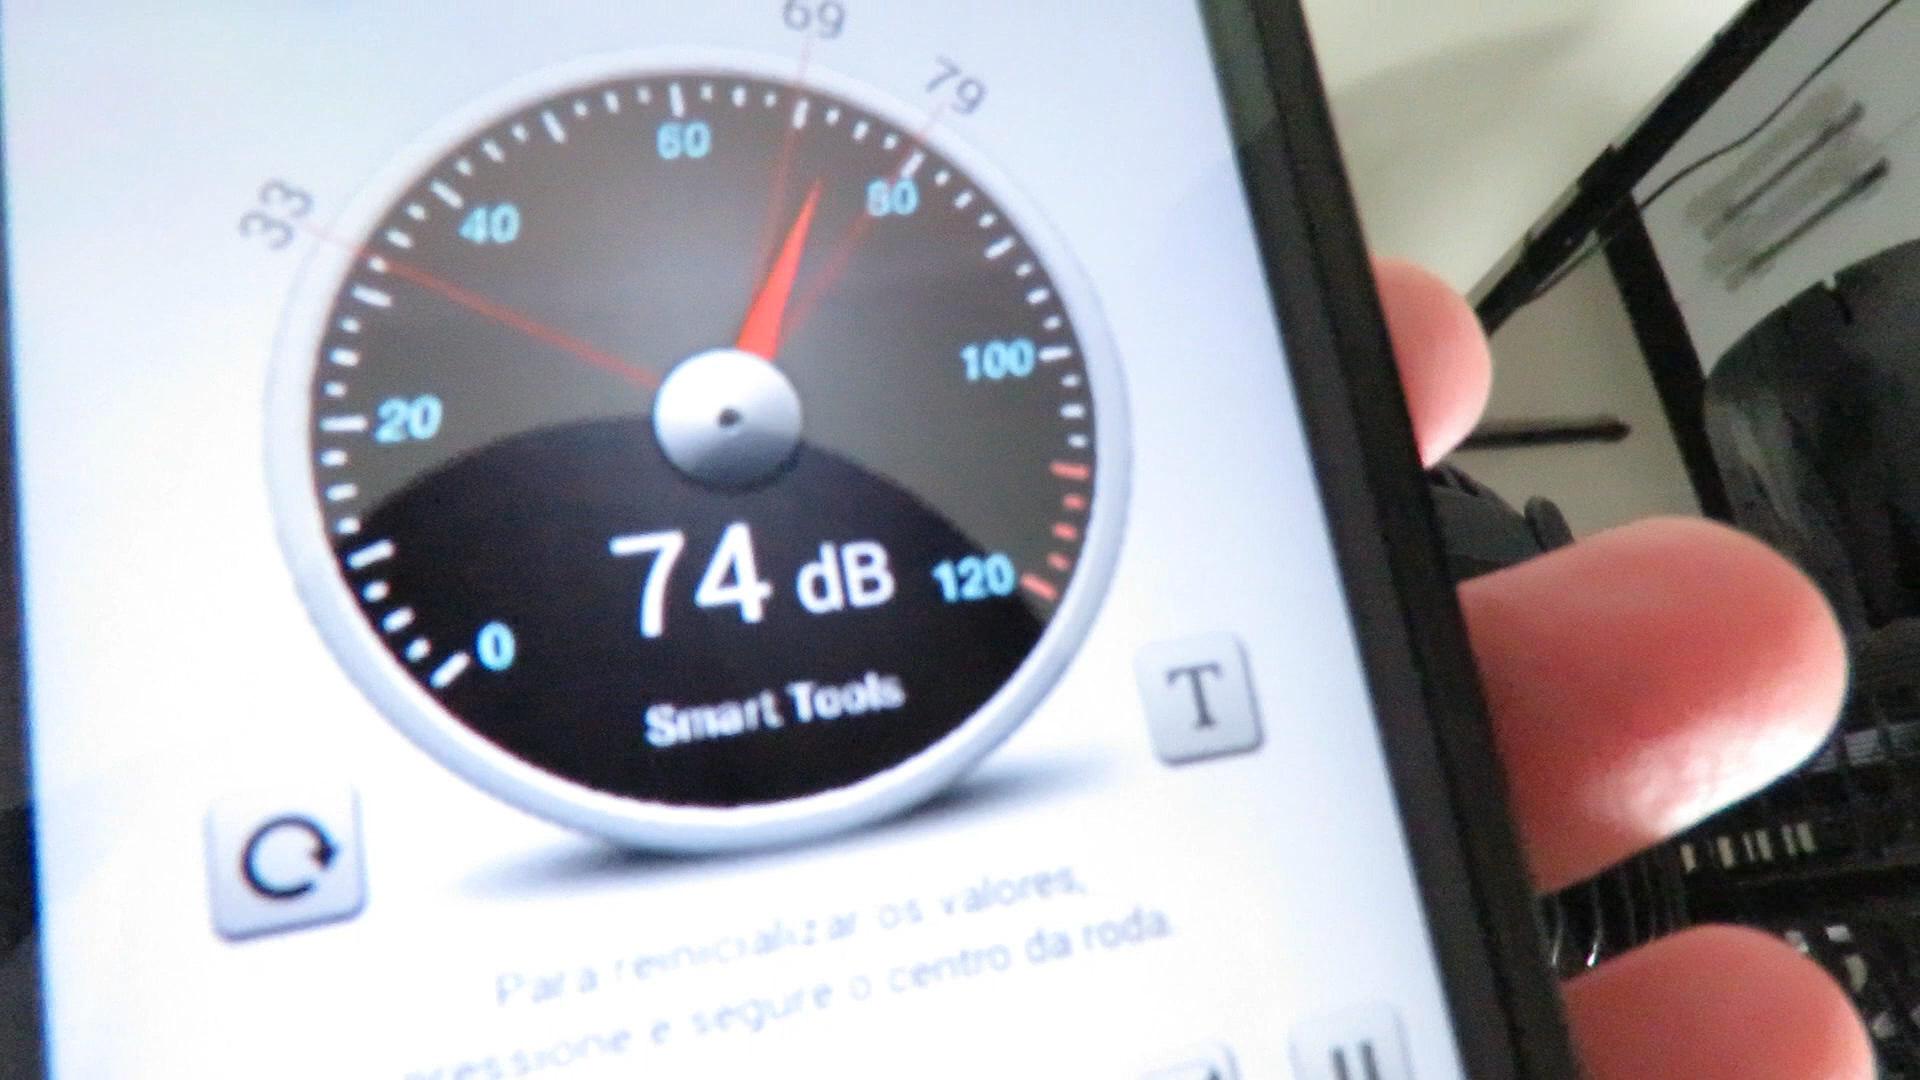 69
79
33
60
80
40
100
20
74 dB
120
0
Smart Tools
T
Para reinicializar os valores,
pressione e segure o centro da roda.